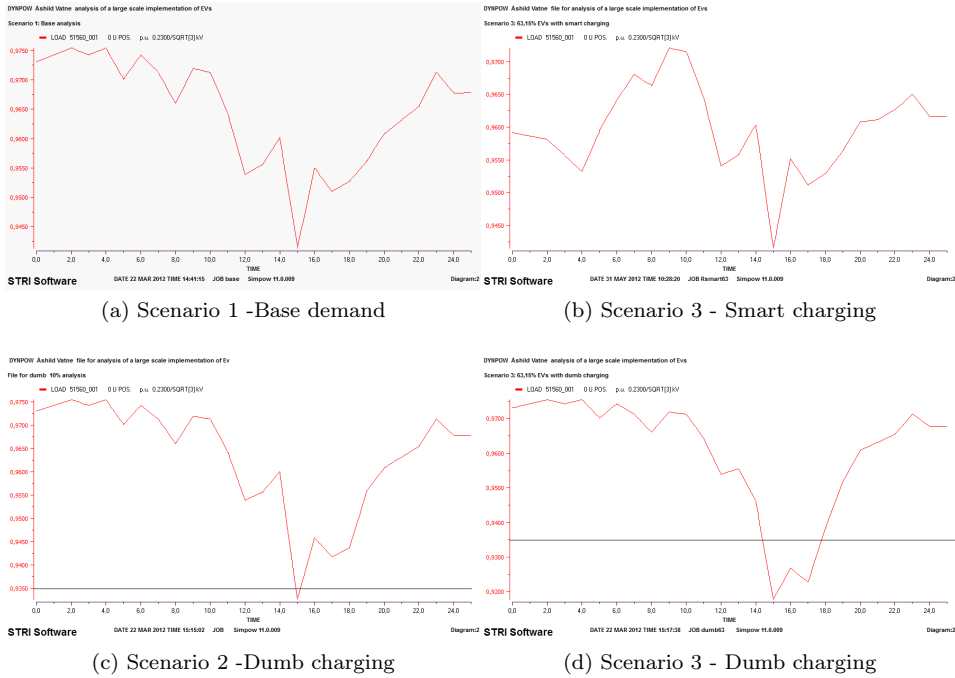 DYNPOW Åshild Vatne analysis of a large scale implementation of EVs
Scenario 1: Base analysis
LOAD 51560_001 0 U POS. p.u. 0.2300/SQRT[3]kV
0,9750
0,9700
0,9650
0,9600
0,9550
0,9500
0,9450
0,0 2,0 4,0 6,0 8,0 10,0 12,0 14,0 16,0 18,0 20,0 22,0 24,0
TIME
STRI Software DATE 22 MAR 2012 TIME 14:41:15 JOB base Simpow 11.0.009 Diagram:2
(a) Scenario 1 -Base demand
DYNPOW Åshild Vatne file for analysis of a large scale implementation of EVs
Scenario 3: 63,15% EVs with smart charging
LOAD 51560_001 0 U POS. p.u. 0.2300/SQRT[3]kV
0,9700
0,9650
0,9600
0,9550
0,9500
0,9450
0,0 2,0 4,0 6,0 8,0 10,0 12,0 14,0 16,0 18,0 20,0 22,0 24,0
TIME
STRI Software DATE 31 MAY 2012 TIME 10:28:20 JOB Rsmart63 Simpow 11.0.009 Diagram:2
(b) Scenario 3 - Smart charging
DYNPOW Åshild Vatne file for analysis of a large scale implementation of Ev
File for dumb 10% analysis
LOAD 51560_001 0 U POS. p.u. 0.2300/SQRT[3]kV
0,9750
0,9700
0,9650
0,9600
0,9550
0,9500
0,9450
0,9400
0,9350
0,0 2,0 4,0 6,0 8,0 10,0 12,0 14,0 16,0 18,0 20,0 22,0 24,0
TIME
STRI Software DATE 22 MAR 2012 TIME 15:15:02 JOB Simpow 11.0.009 Diagram:2
(c) Scenario 2 -Dumb charging
DYNPOW Åshild Vatne analysis of a large scale implementation of EVs
Scenario 3: 63,15% EVs with dumb charging
LOAD 51560_001 0 U POS. p.u. 0.2300/SQRT[3]kV
0,9700
0,9600
0,9500
0,9400
0,9300
0,9200
0,0 2,0 4,0 6,0 8,0 10,0 12,0 14,0 16,0 18,0 20,0 22,0 24,0
TIME
STRI Software DATE 22 MAR 2012 TIME 15:17:38 JOB dumb63 Simpow 11.0.009 Diagram:2
(d) Scenario 3 - Dumb charging